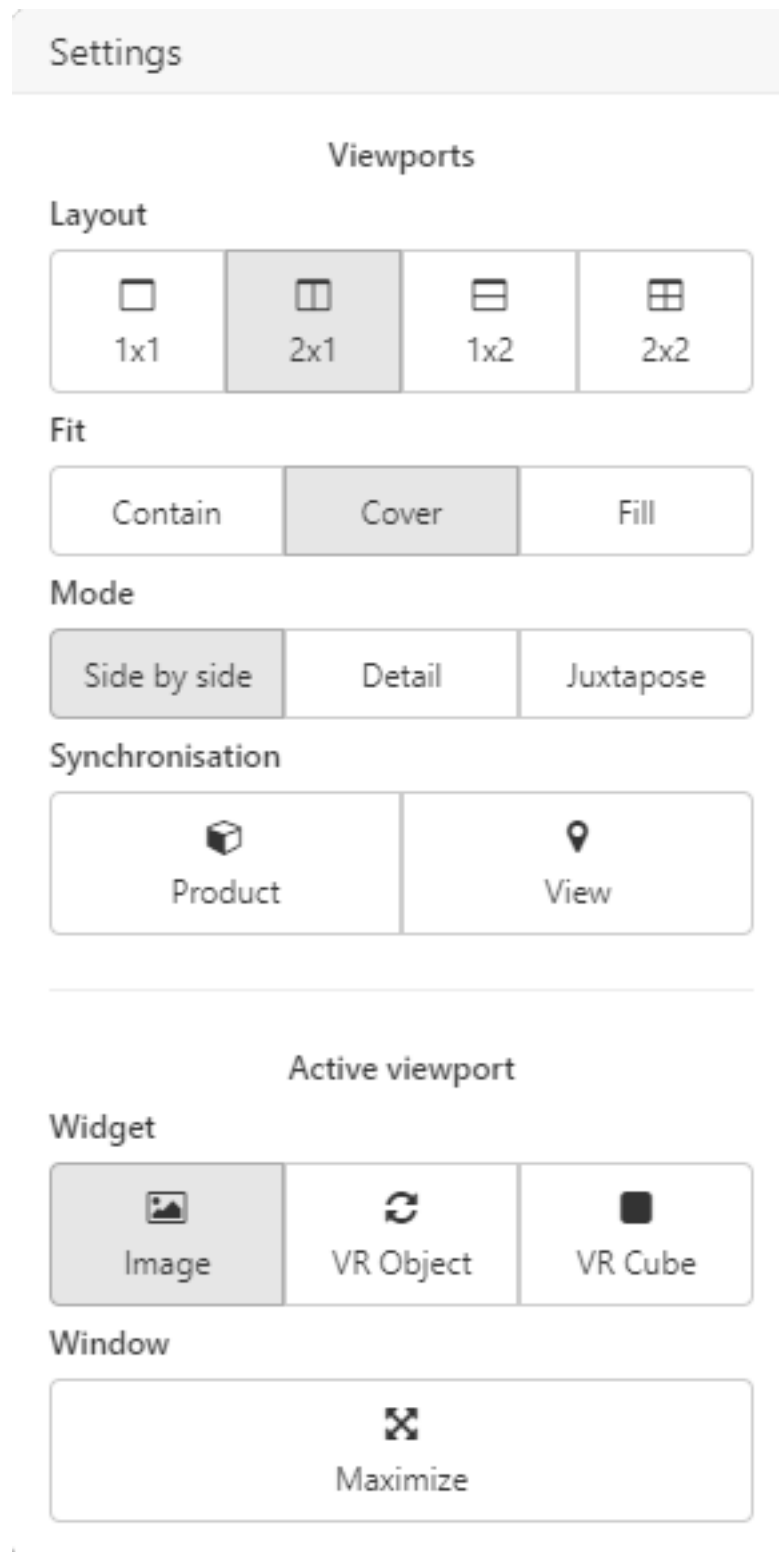 Settings
Viewports
Layout
1x1 2x1 1x2 2x2
Fit
Contain Cover Fill
Mode
Side by side Detail Juxtapose
Synchronisation
Product View
Active viewport
Widget
Image VR Object VR Cube
Window
Maximize